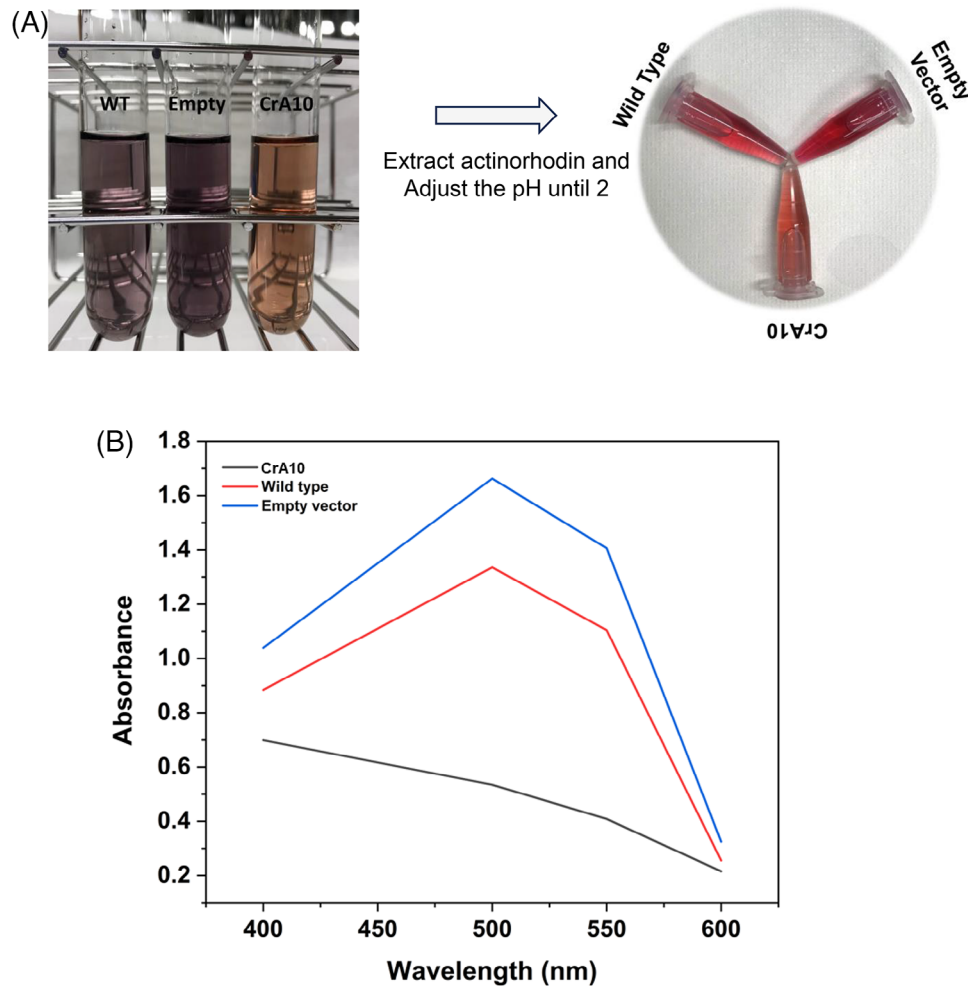 (A)
WT Empty CrA10
Extract actinorhodin and
Adjust the pH until 2
Wild Type
Empty
Vector
CrA10
(B)
CrA10
Wild type
Empty vector
Absorbance
1.8
1.6
1.4
1.2
1.0
0.8
0.6
0.4
0.2
400 450 500 550 600
Wavelength (nm)